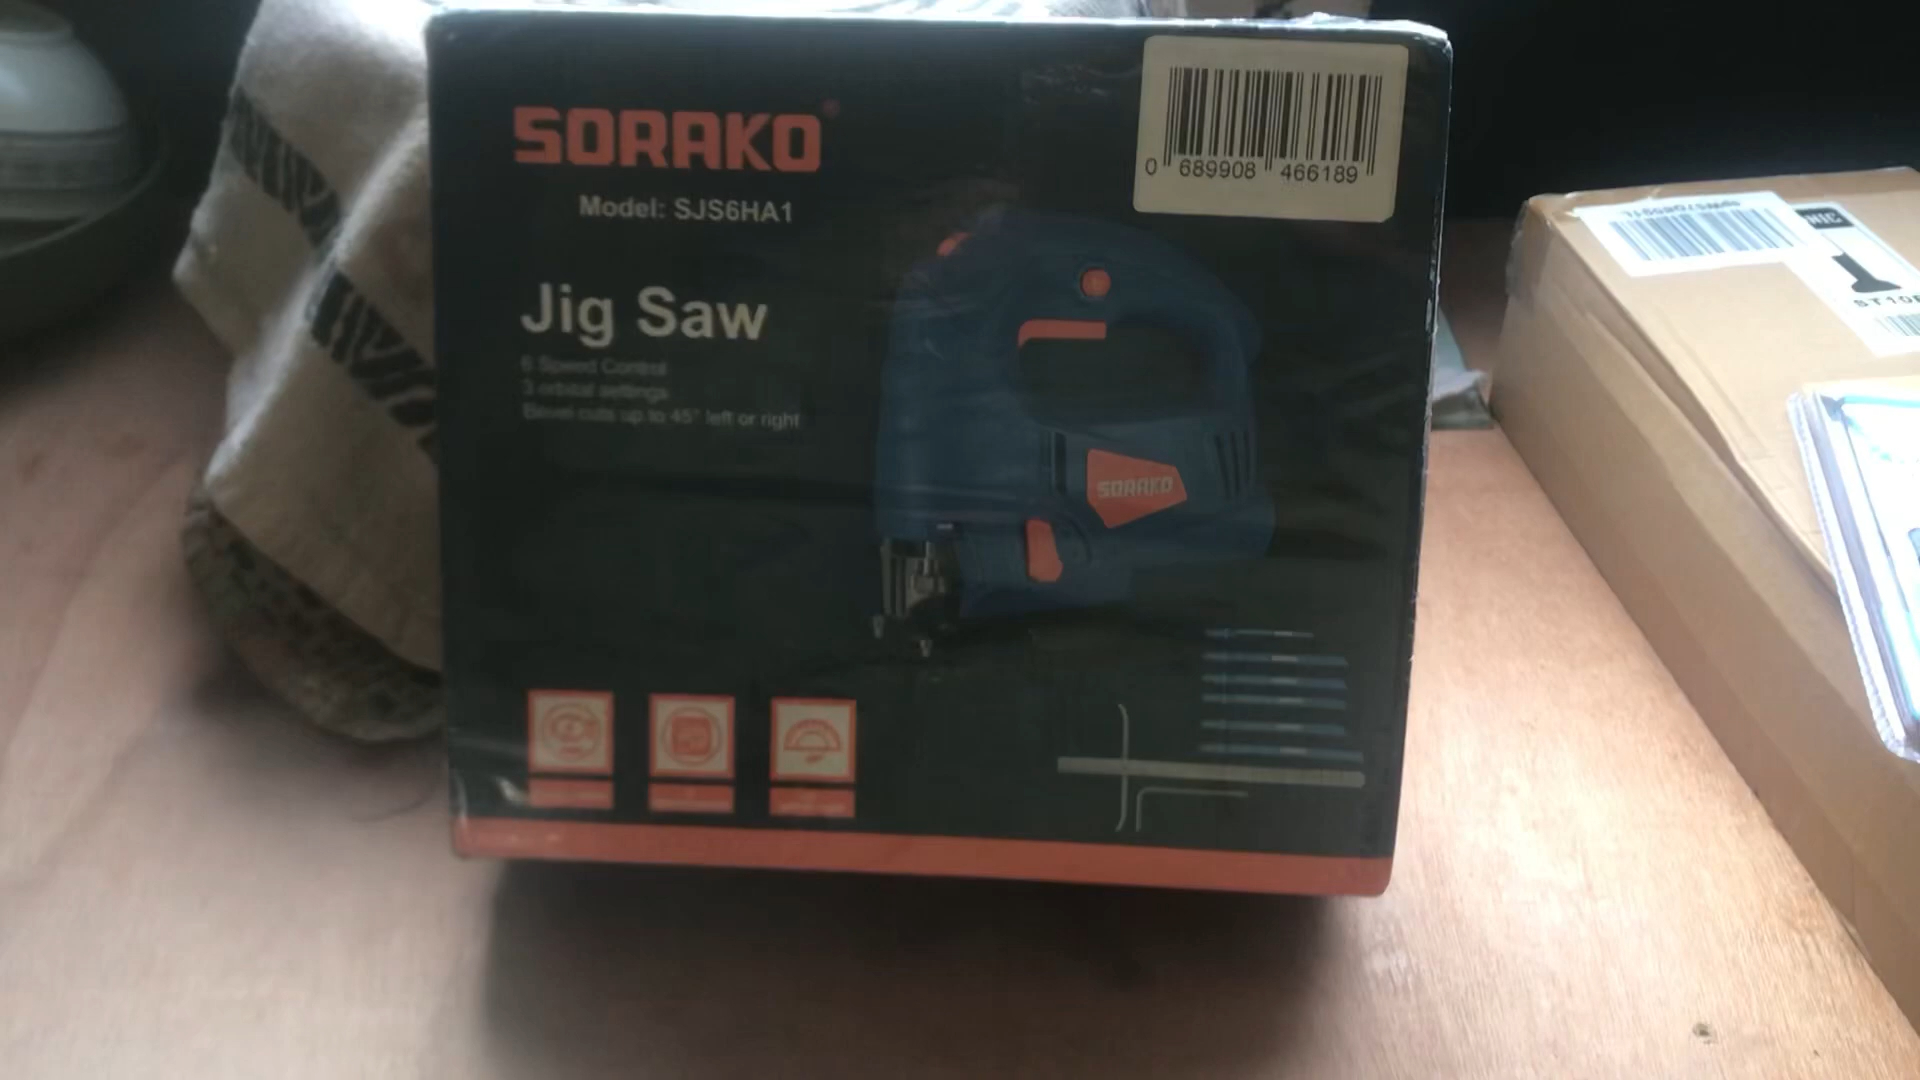 SORAKO®
Model: SJS6HA1
Jig Saw
6 Speed Control
3 orbital settings
Bevel cuts up to 45° left or right
0 689908 466189
SORAKO